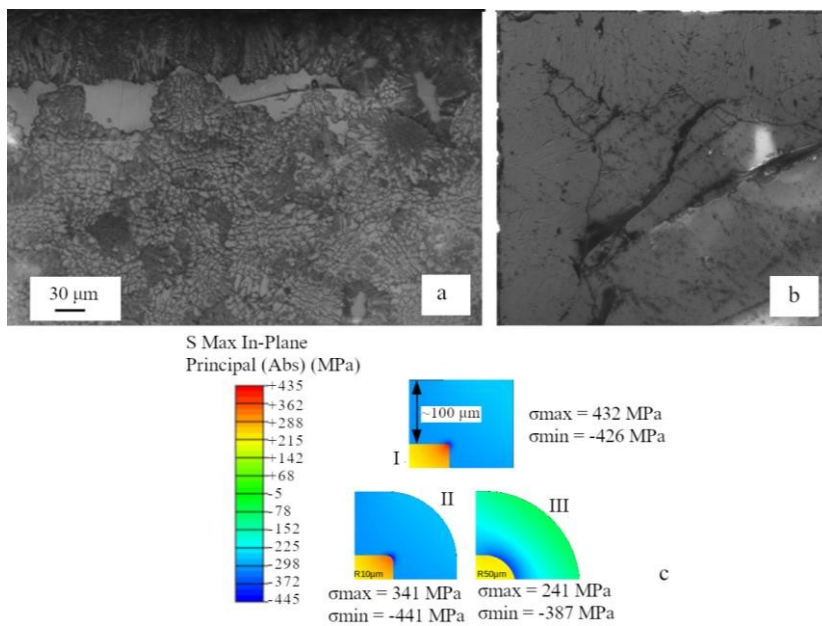 30 μm
a
b
S Max In-Plane
Principal (Abs) (MPa)
+435
+362
+288
+215
+142
+68
-5
-78
-152
-225
-298
-372
-445
~100 μm
σmax = 432 MPa
σmin = -426 MPa
I
II
III
R10μm
R50μm
c
σmax = 341 MPa
σmin = -441 MPa
σmax = 241 MPa
σmin = -387 MPa